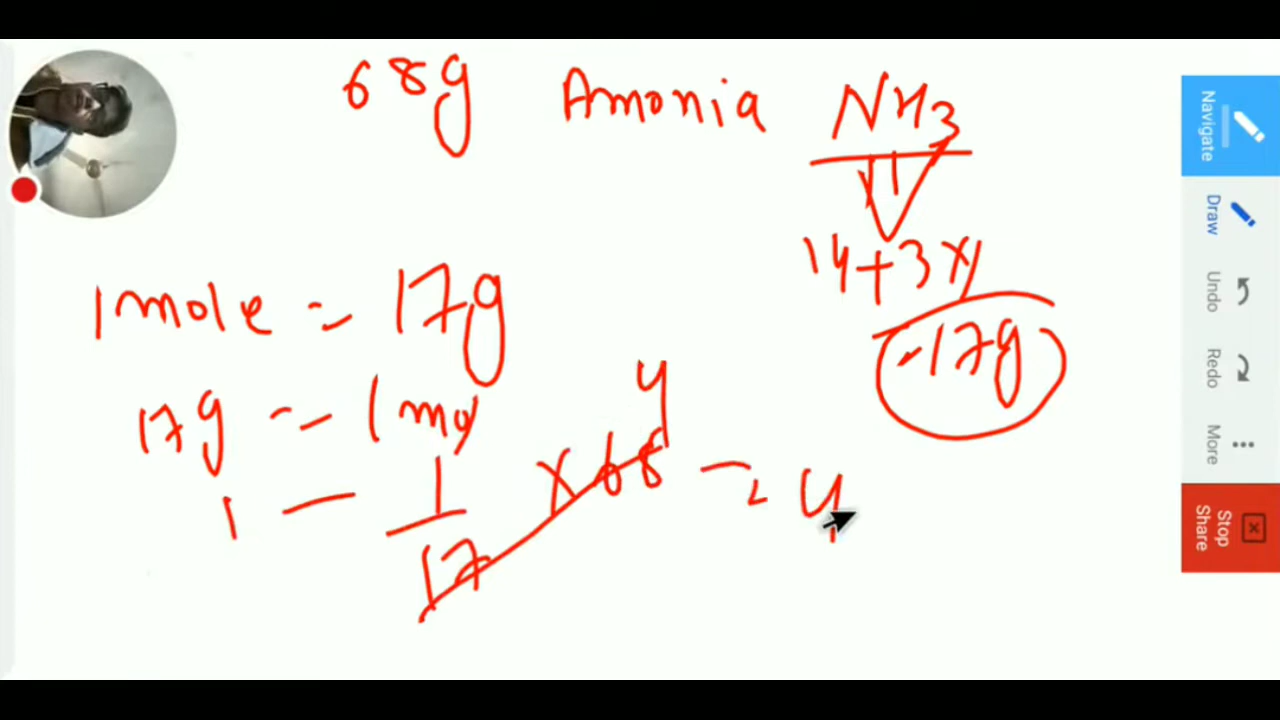 68g Amonia NH3
14+3×1
1mole = 17g
17g
17g = 1mol
4
1 — 1/17 × 68 = 4
Navigate
Draw
Undo
Redo
More
Stop Share